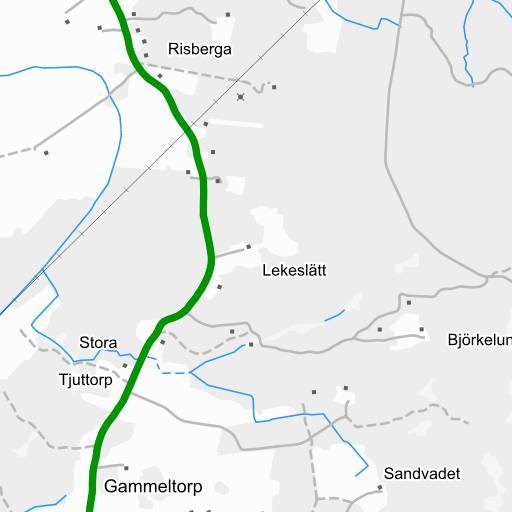 Risberga
Lekeslätt
Stora
Tjuttorp
Björkelun
Gammeltorp
Sandvadet